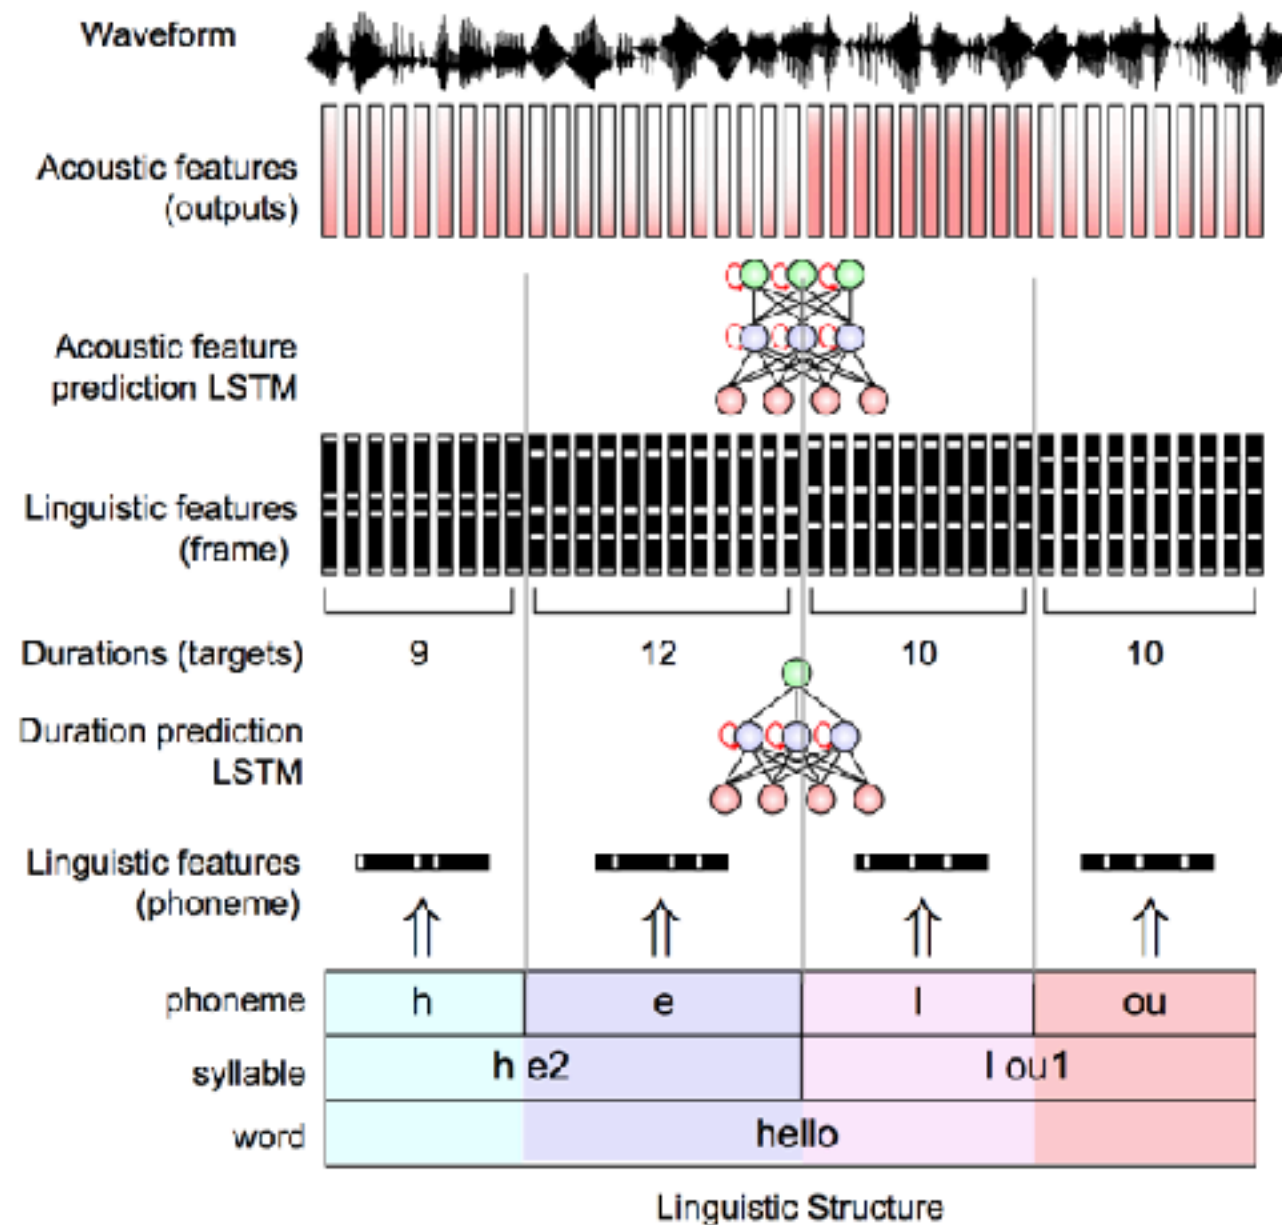 Waveform
Acoustic features
(outputs)
Acoustic feature
prediction LSTM
Linguistic features
(frame)
Durations (targets) 9 12 10 10
Duration prediction
LSTM
Linguistic features
(phoneme)
phoneme h e l ou
syllable h e2 l ou1
word hello
Linguistic Structure